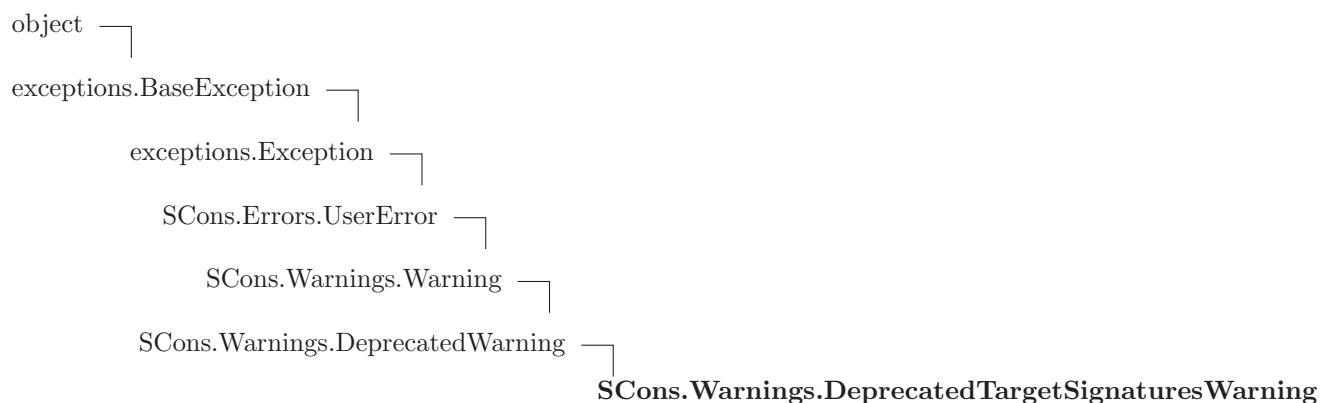 object
exceptions.BaseException
exceptions.Exception
SCons.Errors.UserError
SCons.Warnings.Warning
SCons.Warnings.DeprecatedWarning
SCons.Warnings.DeprecatedTargetSignaturesWarning